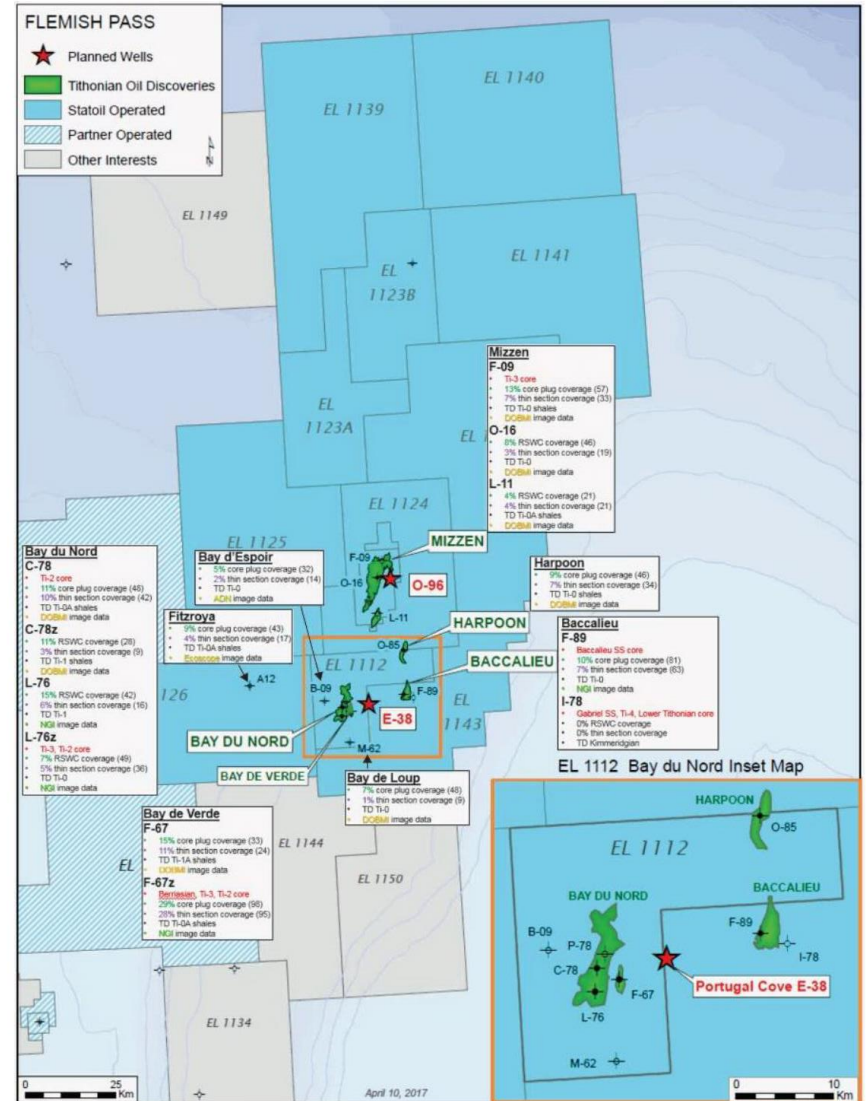 FLEMISH PASS
Planned Wells
Tithonian Oil Discoveries
Statoil Operated
Partner Operated
Other Interests
N
EL 1139
EL 1140
EL 1149
EL
1123B
EL 1141
EL
1123A
EL 1
EL 1124
EL 1125
Mizzen
F-09
• Ti-3 core
• 13% core plug coverage (57)
• 7% thin section coverage (33)
• TD Ti-0 shales
• DOBMI image data
O-16
• 8% RSWC coverage (46)
• 3% thin section coverage (19)
• TD Ti-0
• DOBMI image data
L-11
• 4% RSWC coverage (21)
• 4% thin section coverage (21)
• TD Ti-0A shales
• DOBMI image data
MIZZEN
F-09
O-16
O-96
L-11
Bay d'Espoir
• 5% core plug coverage (32)
• 2% thin section coverage (14)
• TD Ti-0
• ADN image data
Fitzroya
• 9% core plug coverage (43)
• 4% thin section coverage (17)
• TD Ti-0A shales
• Ecoscope image data
Bay du Nord
C-78
• Ti-2 core
• 11% core plug coverage (48)
• 10% thin section coverage (42)
• TD Ti-0A shales
• DOBMI image data
C-78z
• 11% RSWC coverage (28)
• 3% thin section coverage (9)
• TD Ti-1 shales
• DOBMI image data
L-76
• 15% RSWC coverage (42)
• 6% thin section coverage (16)
• TD Ti-1
• NGI image data
L-76z
• Ti-3, Ti-2 core
• 7% RSWC coverage (49)
• 5% thin section coverage (36)
• TD Ti-0
• NGI image data
Harpoon
• 9% core plug coverage (46)
• 7% thin section coverage (34)
• TD Ti-0
• DOBMI image data
HARPOON
O-85
BACCALIEU
Baccalieu
F-89
• Baccalieu SS core
• 10% core plug coverage (81)
• 7% thin section coverage (63)
• TD Ti-0
• NGI image data
I-78
• Gabriel SS, Ti-4, Lower Tithonian core
• 0% RSWC coverage
• 0% thin section coverage
• TD Kimmeridgian
EL 1112
A12
B-09
F-89
126
E-38
EL
1143
BAY DU NORD
M-62
BAY DE VERDE
Bay de Loup
• 7% core plug coverage (48)
• 1% thin section coverage (9)
• TD Ti-0
• DOBMI image data
Bay de Verde
F-67
• 15% core plug coverage (33)
• 11% thin section coverage (24)
• TD Ti-1A shales
• DOBMI image data
F-67z
• Berriasian, Ti-3, Ti-2 core
• 29% core plug coverage (98)
• 28% thin section coverage (95)
• TD Ti-0A shales
• NGI image data
EL
EL 1144
EL 1150
EL 1134
EL 1112 Bay du Nord Inset Map
HARPOON
O-85
EL 1112
BAY DU NORD
BACCALIEU
B-09
P-78
F-89
I-78
C-78
F-67
Portugal Cove E-38
L-76
M-62
0 25
Km
April 10, 2017
0 10
Km